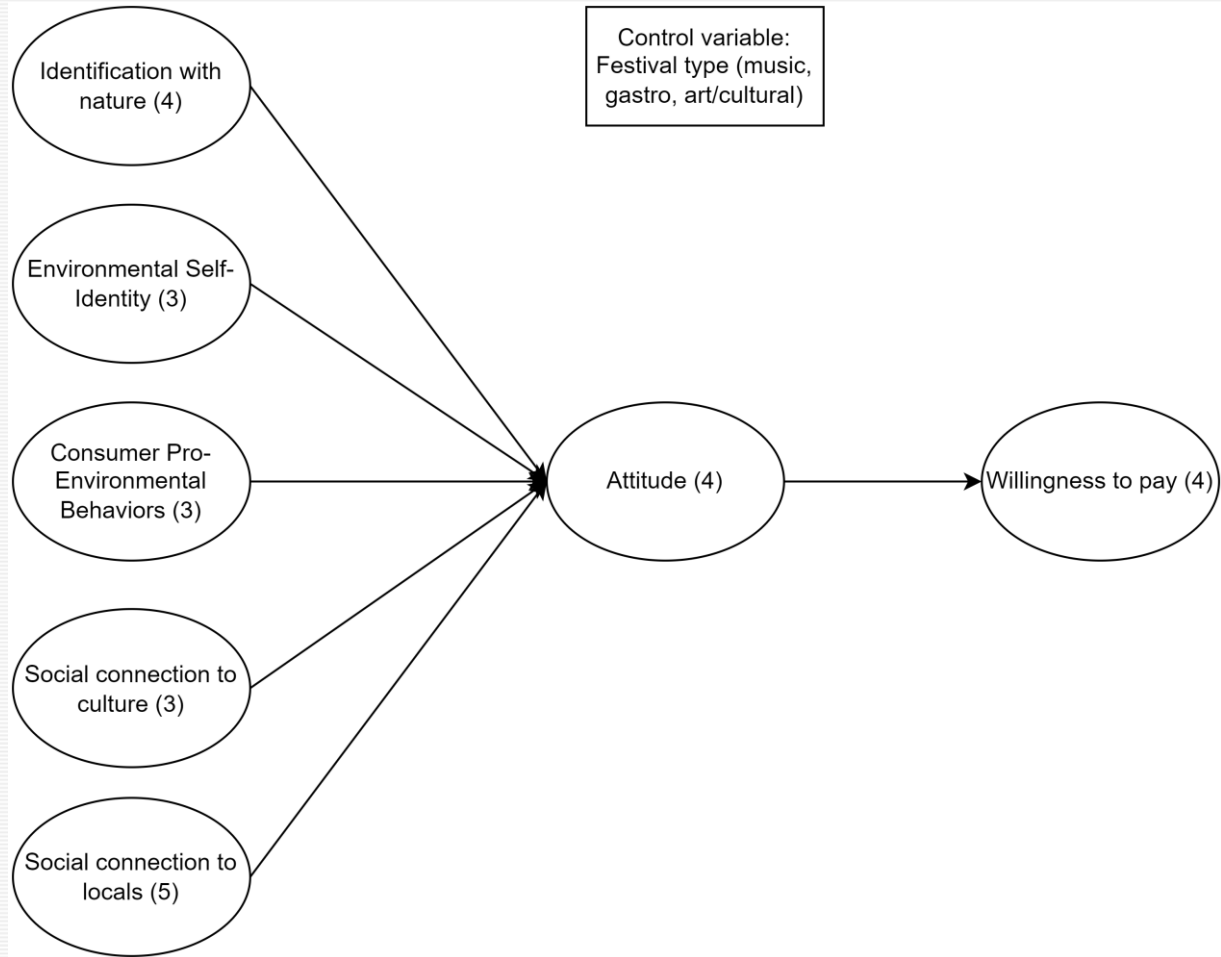 Identification with
nature (4)
Control variable:
Festival type (music,
gastro, art/cultural)
Environmental Self-
Identity (3)
Consumer Pro-
Environmental
Behaviors (3)
Attitude (4)
Willingness to pay (4)
Social connection to
culture (3)
Social connection to
locals (5)